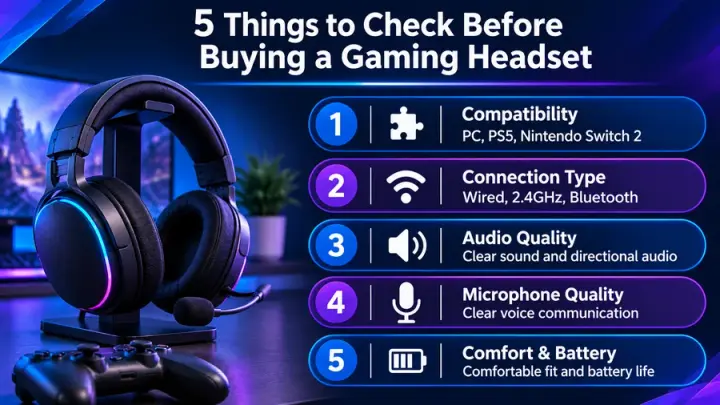 5 Things to Check Before
Buying a Gaming Headset
1
Compatibility
PC, PS5, Nintendo Switch 2
2
Connection Type
Wired, 2.4GHz, Bluetooth
3
Audio Quality
Clear sound and directional audio
4
Microphone Quality
Clear voice communication
5
Comfort & Battery
Comfortable fit and battery life